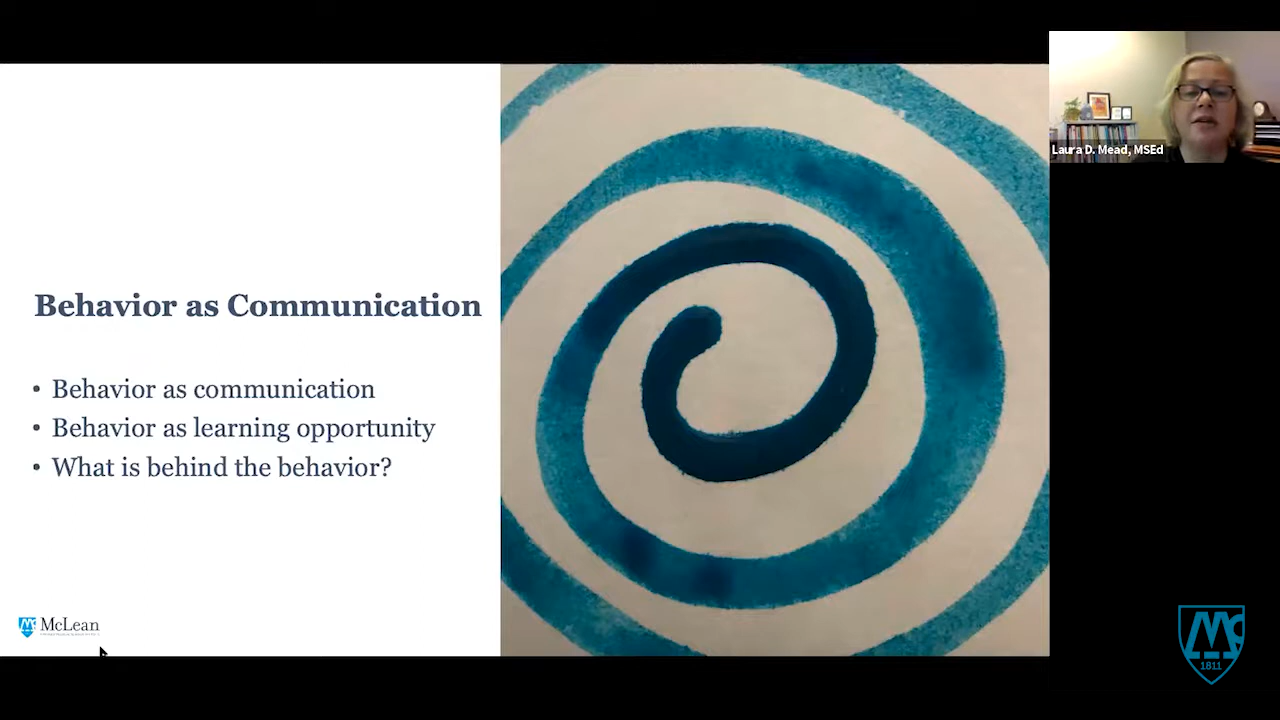 Behavior as Communication
• Behavior as communication
• Behavior as learning opportunity
• What is behind the behavior?
McLean
Laura D. Mead, MSEd
1811